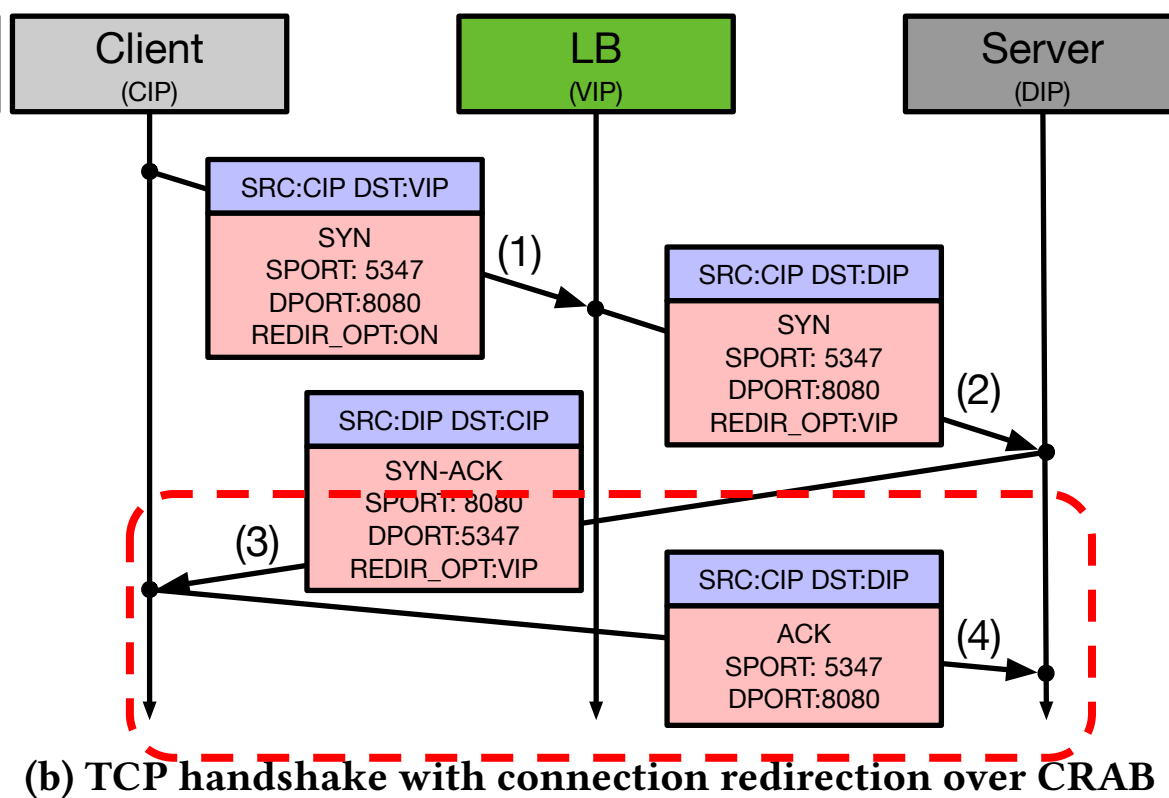 Client
(CIP)
LB
(VIP)
Server
(DIP)
SRC:CIP DST:VIP
SYN
SPORT: 5347
DPORT:8080
REDIR_OPT:ON
(1)
SRC:CIP DST:DIP
SYN
SPORT: 5347
DPORT:8080
REDIR_OPT:VIP
(2)
SRC:DIP DST:CIP
SYN-ACK
SPORT: 8080
DPORT:5347
REDIR_OPT:VIP
(3)
SRC:CIP DST:DIP
ACK
SPORT: 5347
DPORT:8080
(4)
(b) TCP handshake with connection redirection over CRAB